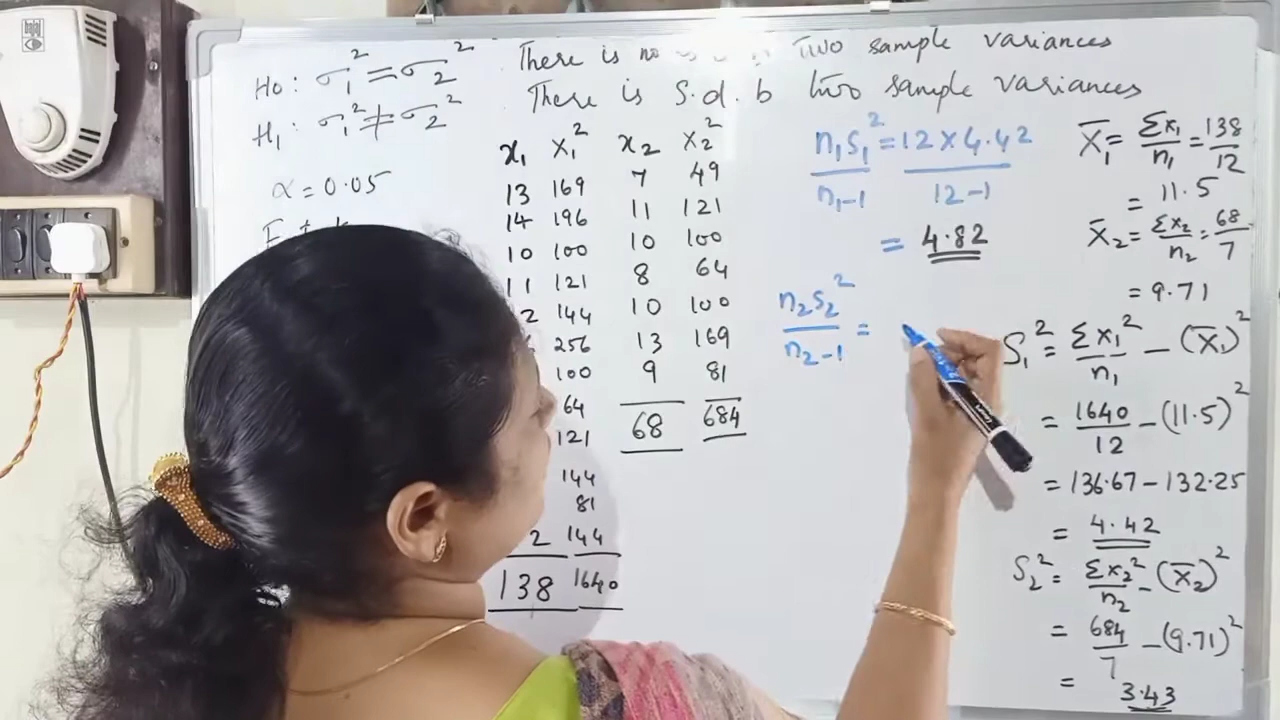 H₀: σ₁² = σ₂² There is no TWO sample variances
H₁: σ₁² ≠ σ₂² There is S.d. b two sample variances
α = 0.05
x₁ x₁² x₂ x₂²
13 169 7 49
14 196 11 121
10 100 10 100
11 121 8 64
2 144 10 100
256 13 169
100 9 81
64 68 684
121
144
81
2 144
138 1640
n₁s₁² / n₁-1 = 12 × 4.42 / 12-1
= 4.82
n₂s₂² / n₂-1 =
X̄₁ = Σx₁ / n₁ = 138 / 12
= 11.5
X̄₂ = Σx₂ / n₂ = 68 / 7
= 9.71
S₁² = Σx₁² / n₁ - (X̄₁)²
= 1640 / 12 - (11.5)²
= 136.67 - 132.25
= 4.42
S₂² = Σx₂² / n₂ - (X̄₂)²
= 684 / 7 - (9.71)²
= 3.43